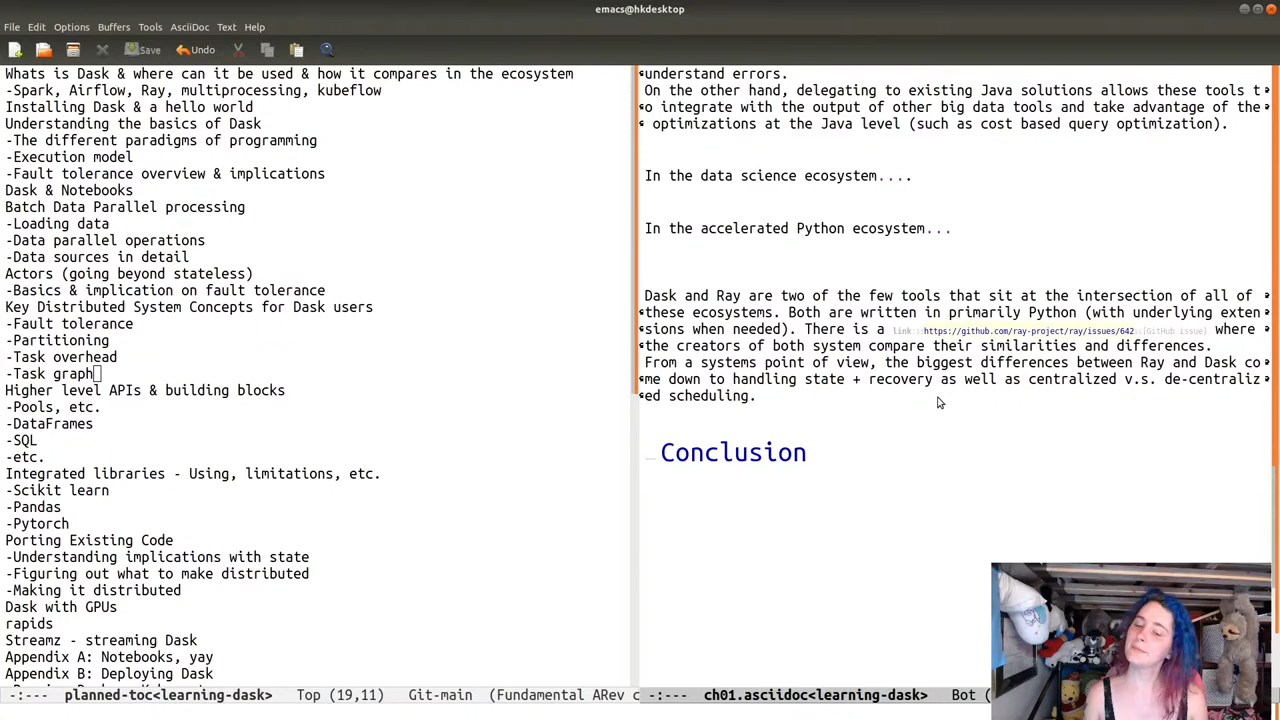 emacs@hkdesktop
File Edit Options Buffers Tools AsciiDoc Text Help
Save Undo
Whats is Dask & where can it be used & how it compares in the ecosystem
-Spark, Airflow, Ray, multiprocessing, kubeflow
Installing Dask & a hello world
Understanding the basics of Dask
-The different paradigms of programming
-Execution model
-Fault tolerance overview & implications
Dask & Notebooks
Batch Data Parallel processing
-Loading data
-Data parallel operations
-Data sources in detail
Actors (going beyond stateless)
-Basics & implication on fault tolerance
Key Distributed System Concepts for Dask users
-Fault tolerance
-Partitioning
-Task overhead
-Task graph
Higher level APIs & building blocks
-Pools, etc.
-DataFrames
-SQL
-etc.
Integrated libraries - Using, limitations, etc.
-Scikit learn
-Pandas
-Pytorch
Porting Existing Code
-Understanding implications with state
-Figuring out what to make distributed
-Making it distributed
Dask with GPUs
rapids
Streamz - streaming Dask
Appendix A: Notebooks, yay
Appendix B: Deploying Dask
-:--- planned-toc<learning-dask> Top (19,11) Git-main (Fundamental ARev c
understand errors.
On the other hand, delegating to existing Java solutions allows these tools t
o integrate with the output of other big data tools and take advantage of the
optimizations at the Java level (such as cost based query optimization).
In the data science ecosystem....
In the accelerated Python ecosystem...
Dask and Ray are two of the few tools that sit at the intersection of all of
these ecosystems. Both are written in primarily Python (with underlying exten
sions when needed). There is a link: https://github.com/ray-project/ray/issues/642 [GitHub issue] where
the creators of both system compare their similarities and differences.
From a systems point of view, the biggest differences between Ray and Dask co
me down to handling state + recovery as well as centralized v.s. de-centraliz
ed scheduling.
Conclusion
-:--- ch01.asciidoc<learning-dask> Bot (